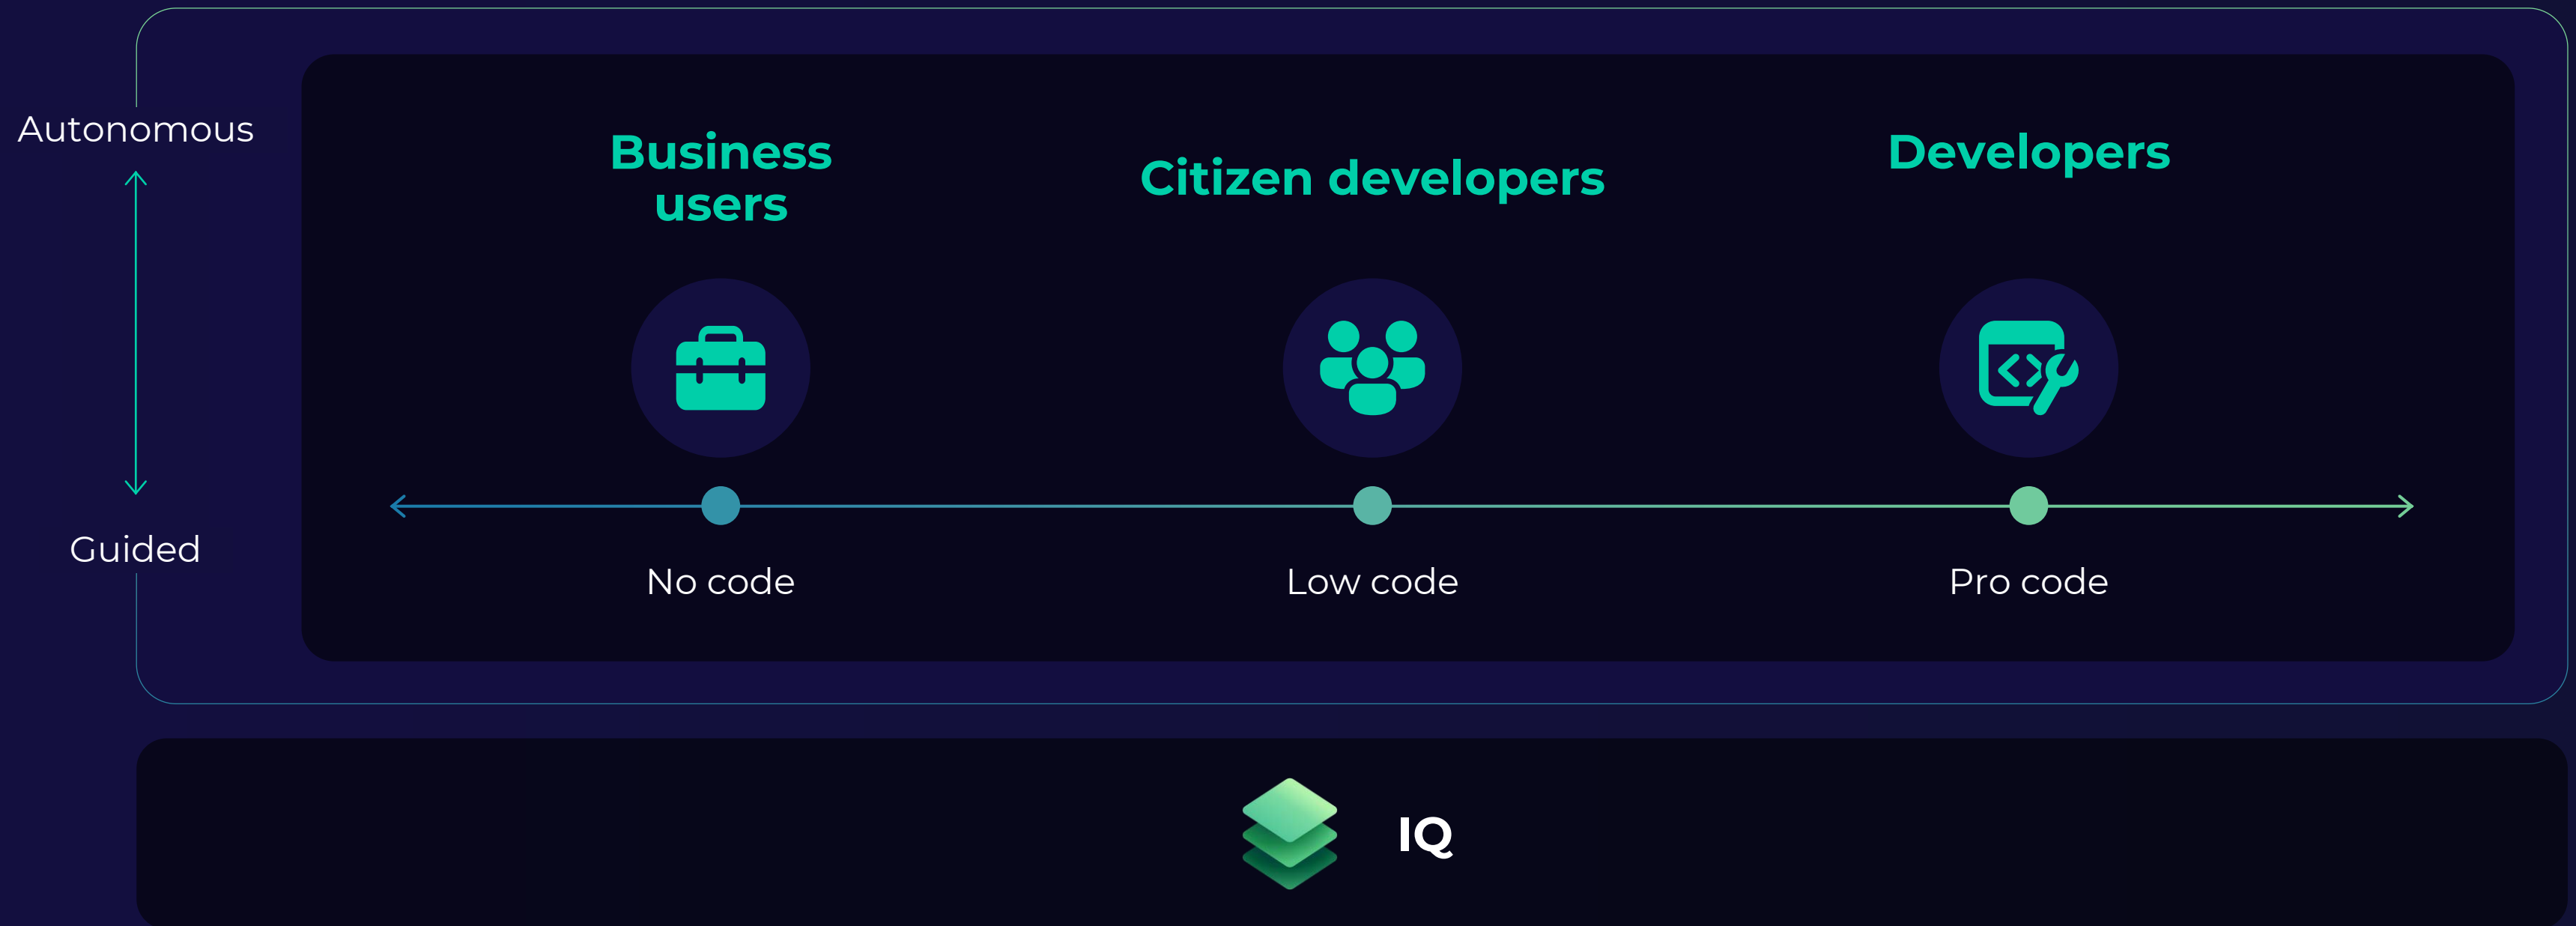 Autonomous
Guided
Business
users
Citizen developers
Developers
No code
Low code
Pro code
IQ